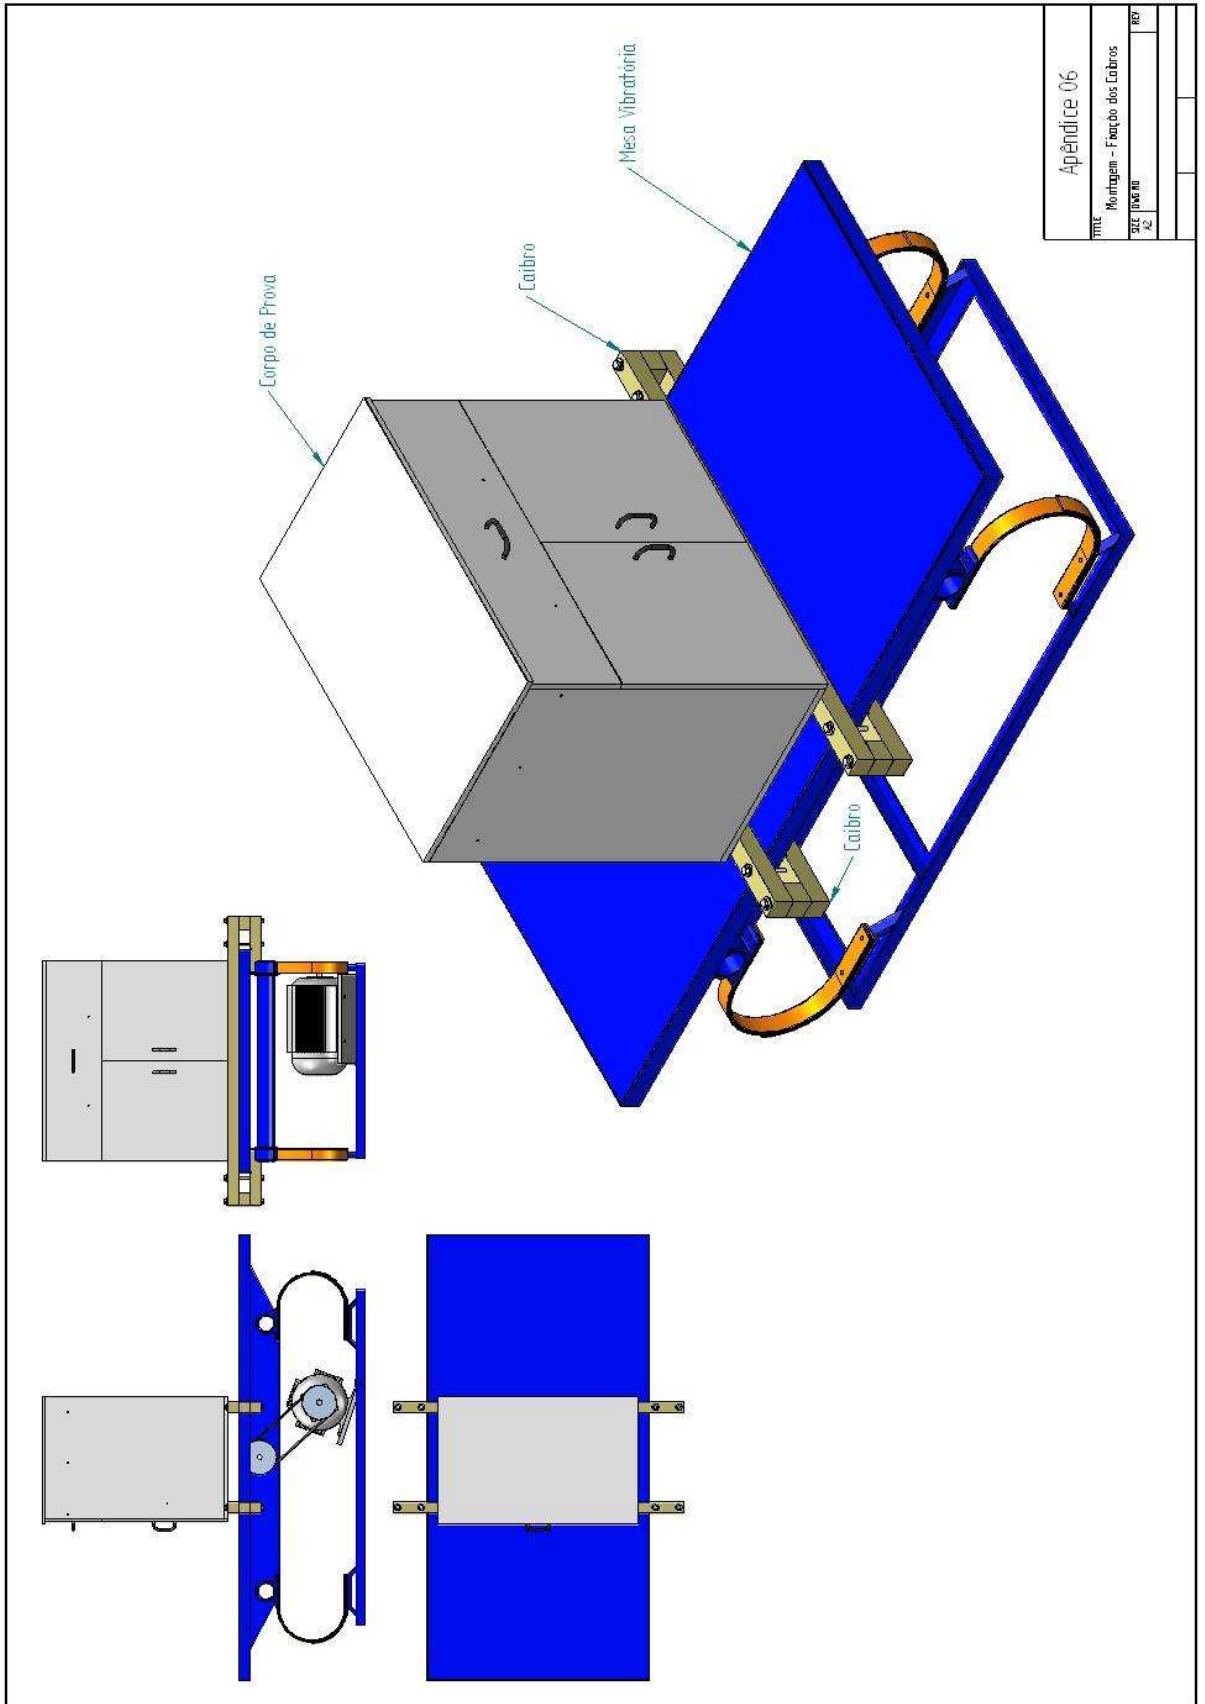 Corpo de Prova
Caibro
Mesa Vibratória
Caibro
Apêndice 06
TITLE
Montagem - Fixação dos Caibros
SIZE
A2
DWG NO
REV